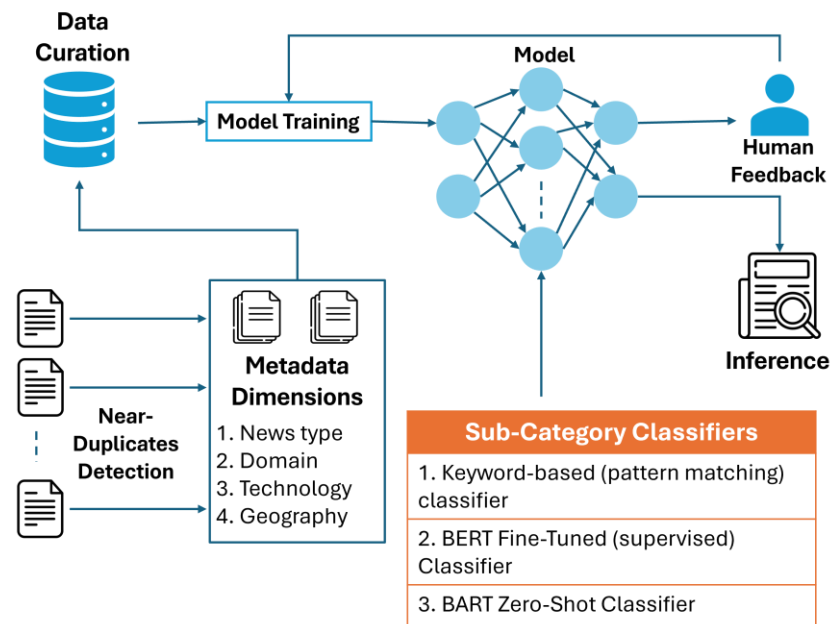 Data
Curation
Model Training
Model
Human
Feedback
Inference
Near-
Duplicates
Detection
Metadada
Dimensions
1. News type
2. Domain
3. Technology
4. Geography
Sub-Category Classifiers
1. Keyword-based (pattern matching)
classifier
2. BERT Fine-Tuned (supervised)
Classifier
3. BART Zero-Shot Classifier